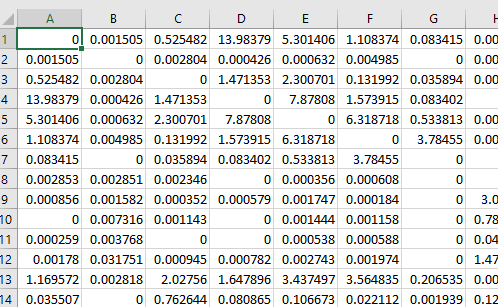 A B C D E F G
1 0 0.001505 0.525482 13.98379 5.301406 1.108374 0.083415 0.00
2 0.001505 0 0.002804 0.000426 0.000632 0.004985 0 0.00
3 0.525482 0.002804 0 1.471353 2.300701 0.131992 0.035894 0.00
4 13.98379 0.000426 1.471353 0 7.87808 1.573915 0.083402
5 5.301406 0.000632 2.300701 7.87808 0 6.318718 0.533813 0.00
6 1.108374 0.004985 0.131992 1.573915 6.318718 0 3.78455 0.00
7 0.083415 0 0.035894 0.083402 0.533813 3.78455 0
8 0.002853 0.002851 0.002346 0 0.000356 0.000608 0
9 0.000856 0.001582 0.000352 0.000579 0.001747 0.000184 0 3.0
10 0 0.007316 0.001143 0 0.001444 0.001158 0 0.78
11 0.000259 0.003768 0 0 0.000538 0.000588 0 0.04
12 0.00178 0.031751 0.000945 0.000782 0.002743 0.001974 0 1.47
13 1.169572 0.002818 2.02756 1.647896 3.437497 3.564835 0.206535 0.00
14 0.035507 0 0.762644 0.080865 0.106673 0.022112 0.001939 0.12